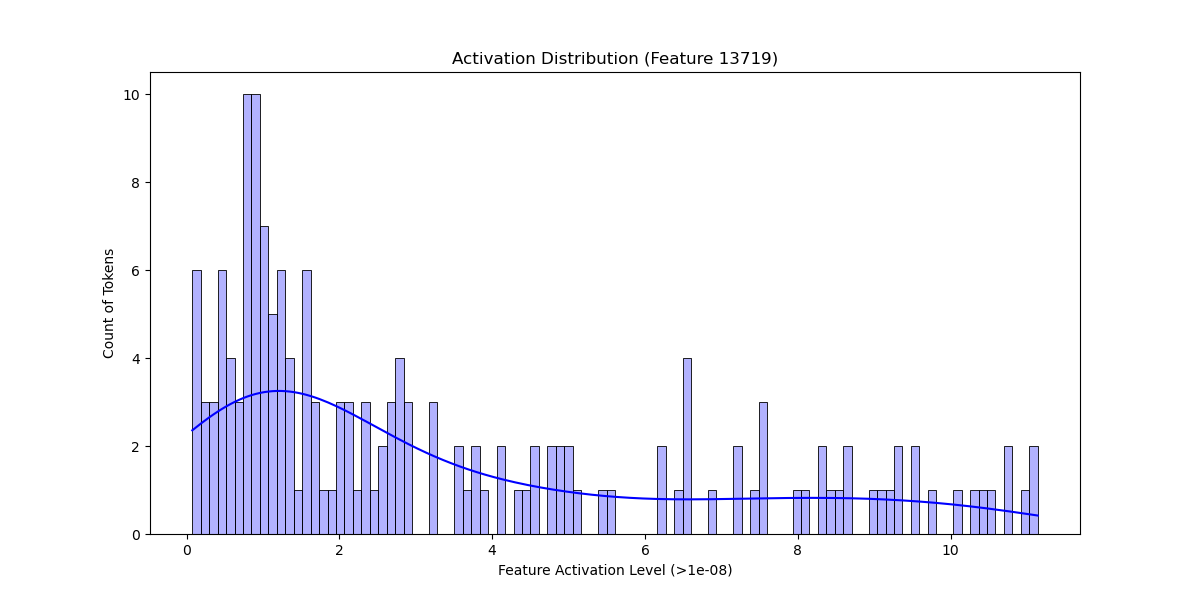 Activation Distribution (Feature 13719)
Count of Tokens
10
8
6
4
2
0
0 2 4 6 8 10
Feature Activation Level (>1e-08)